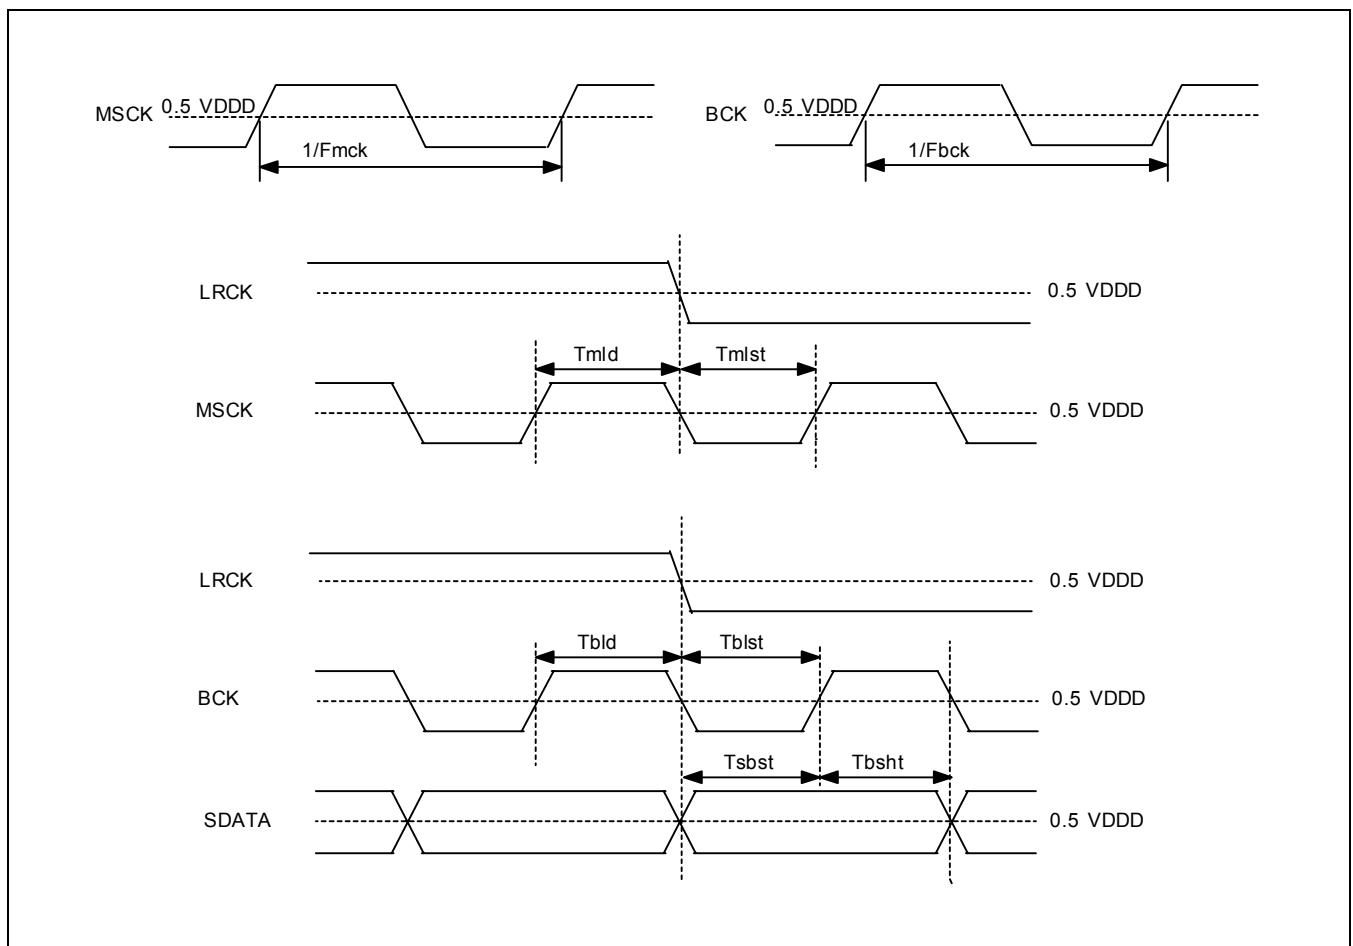 MSCK 0.5 VDDD
1/Fmck
BCK 0.5 VDDD
1/Fbck
LRCK 0.5 VDDD
Tmld Tmlst
MSCK 0.5 VDDD
LRCK 0.5 VDDD
Tbld Tblst
BCK 0.5 VDDD
Tsbst Tbsht
SDATA 0.5 VDDD